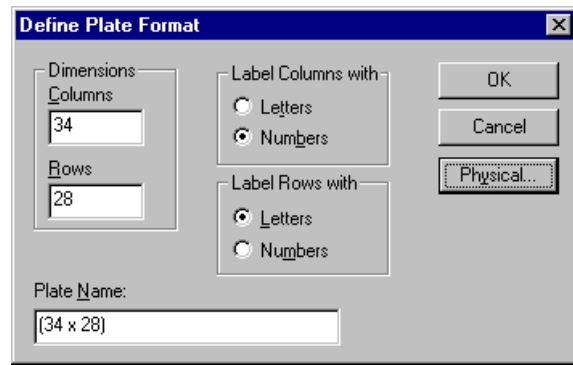 Define Plate Format
Dimensions
Columns
34
Rows
28
Label Columns with
Letters
Numbers
Label Rows with
Letters
Numbers
OK
Cancel
Physical...
Plate Name:
(34 x 28)